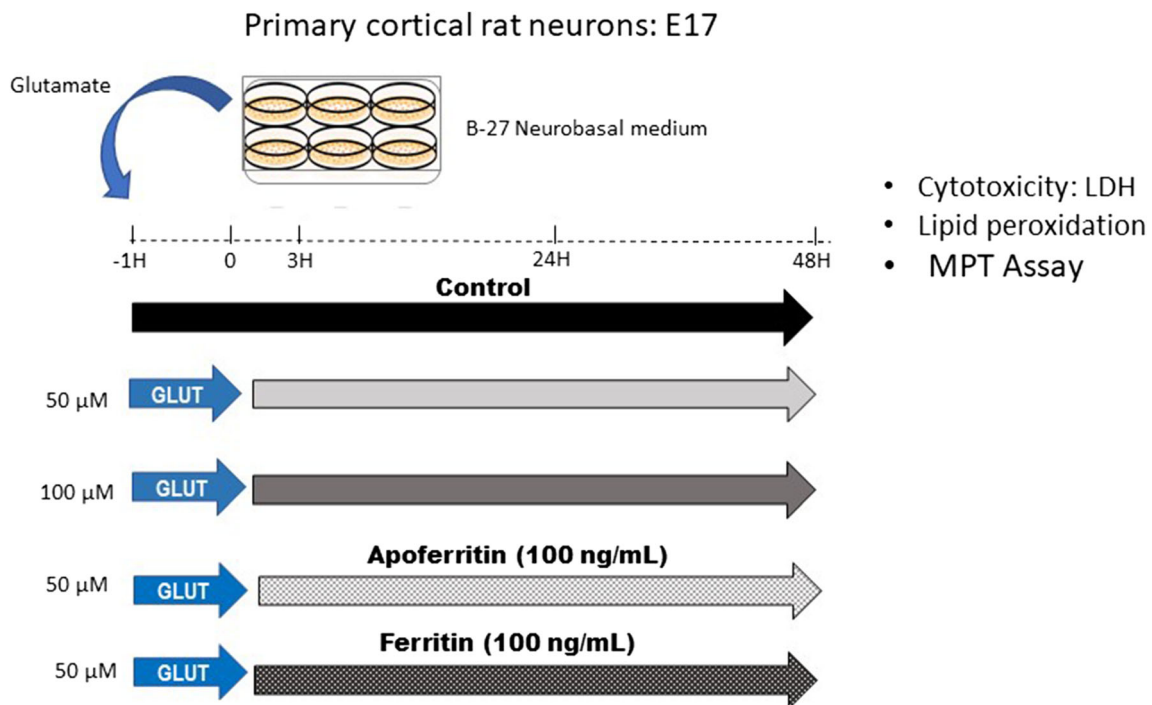 Primary cortical rat neurons: E17
Glutamate
B-27 Neurobasal medium
• Cytotoxicity: LDH
• Lipid peroxidation
• MPT Assay
-1H 0 3H 24H 48H
Control
50 µM GLUT
100 µM GLUT
Apoferritin (100 ng/mL)
50 µM GLUT
Ferritin (100 ng/mL)
50 µM GLUT